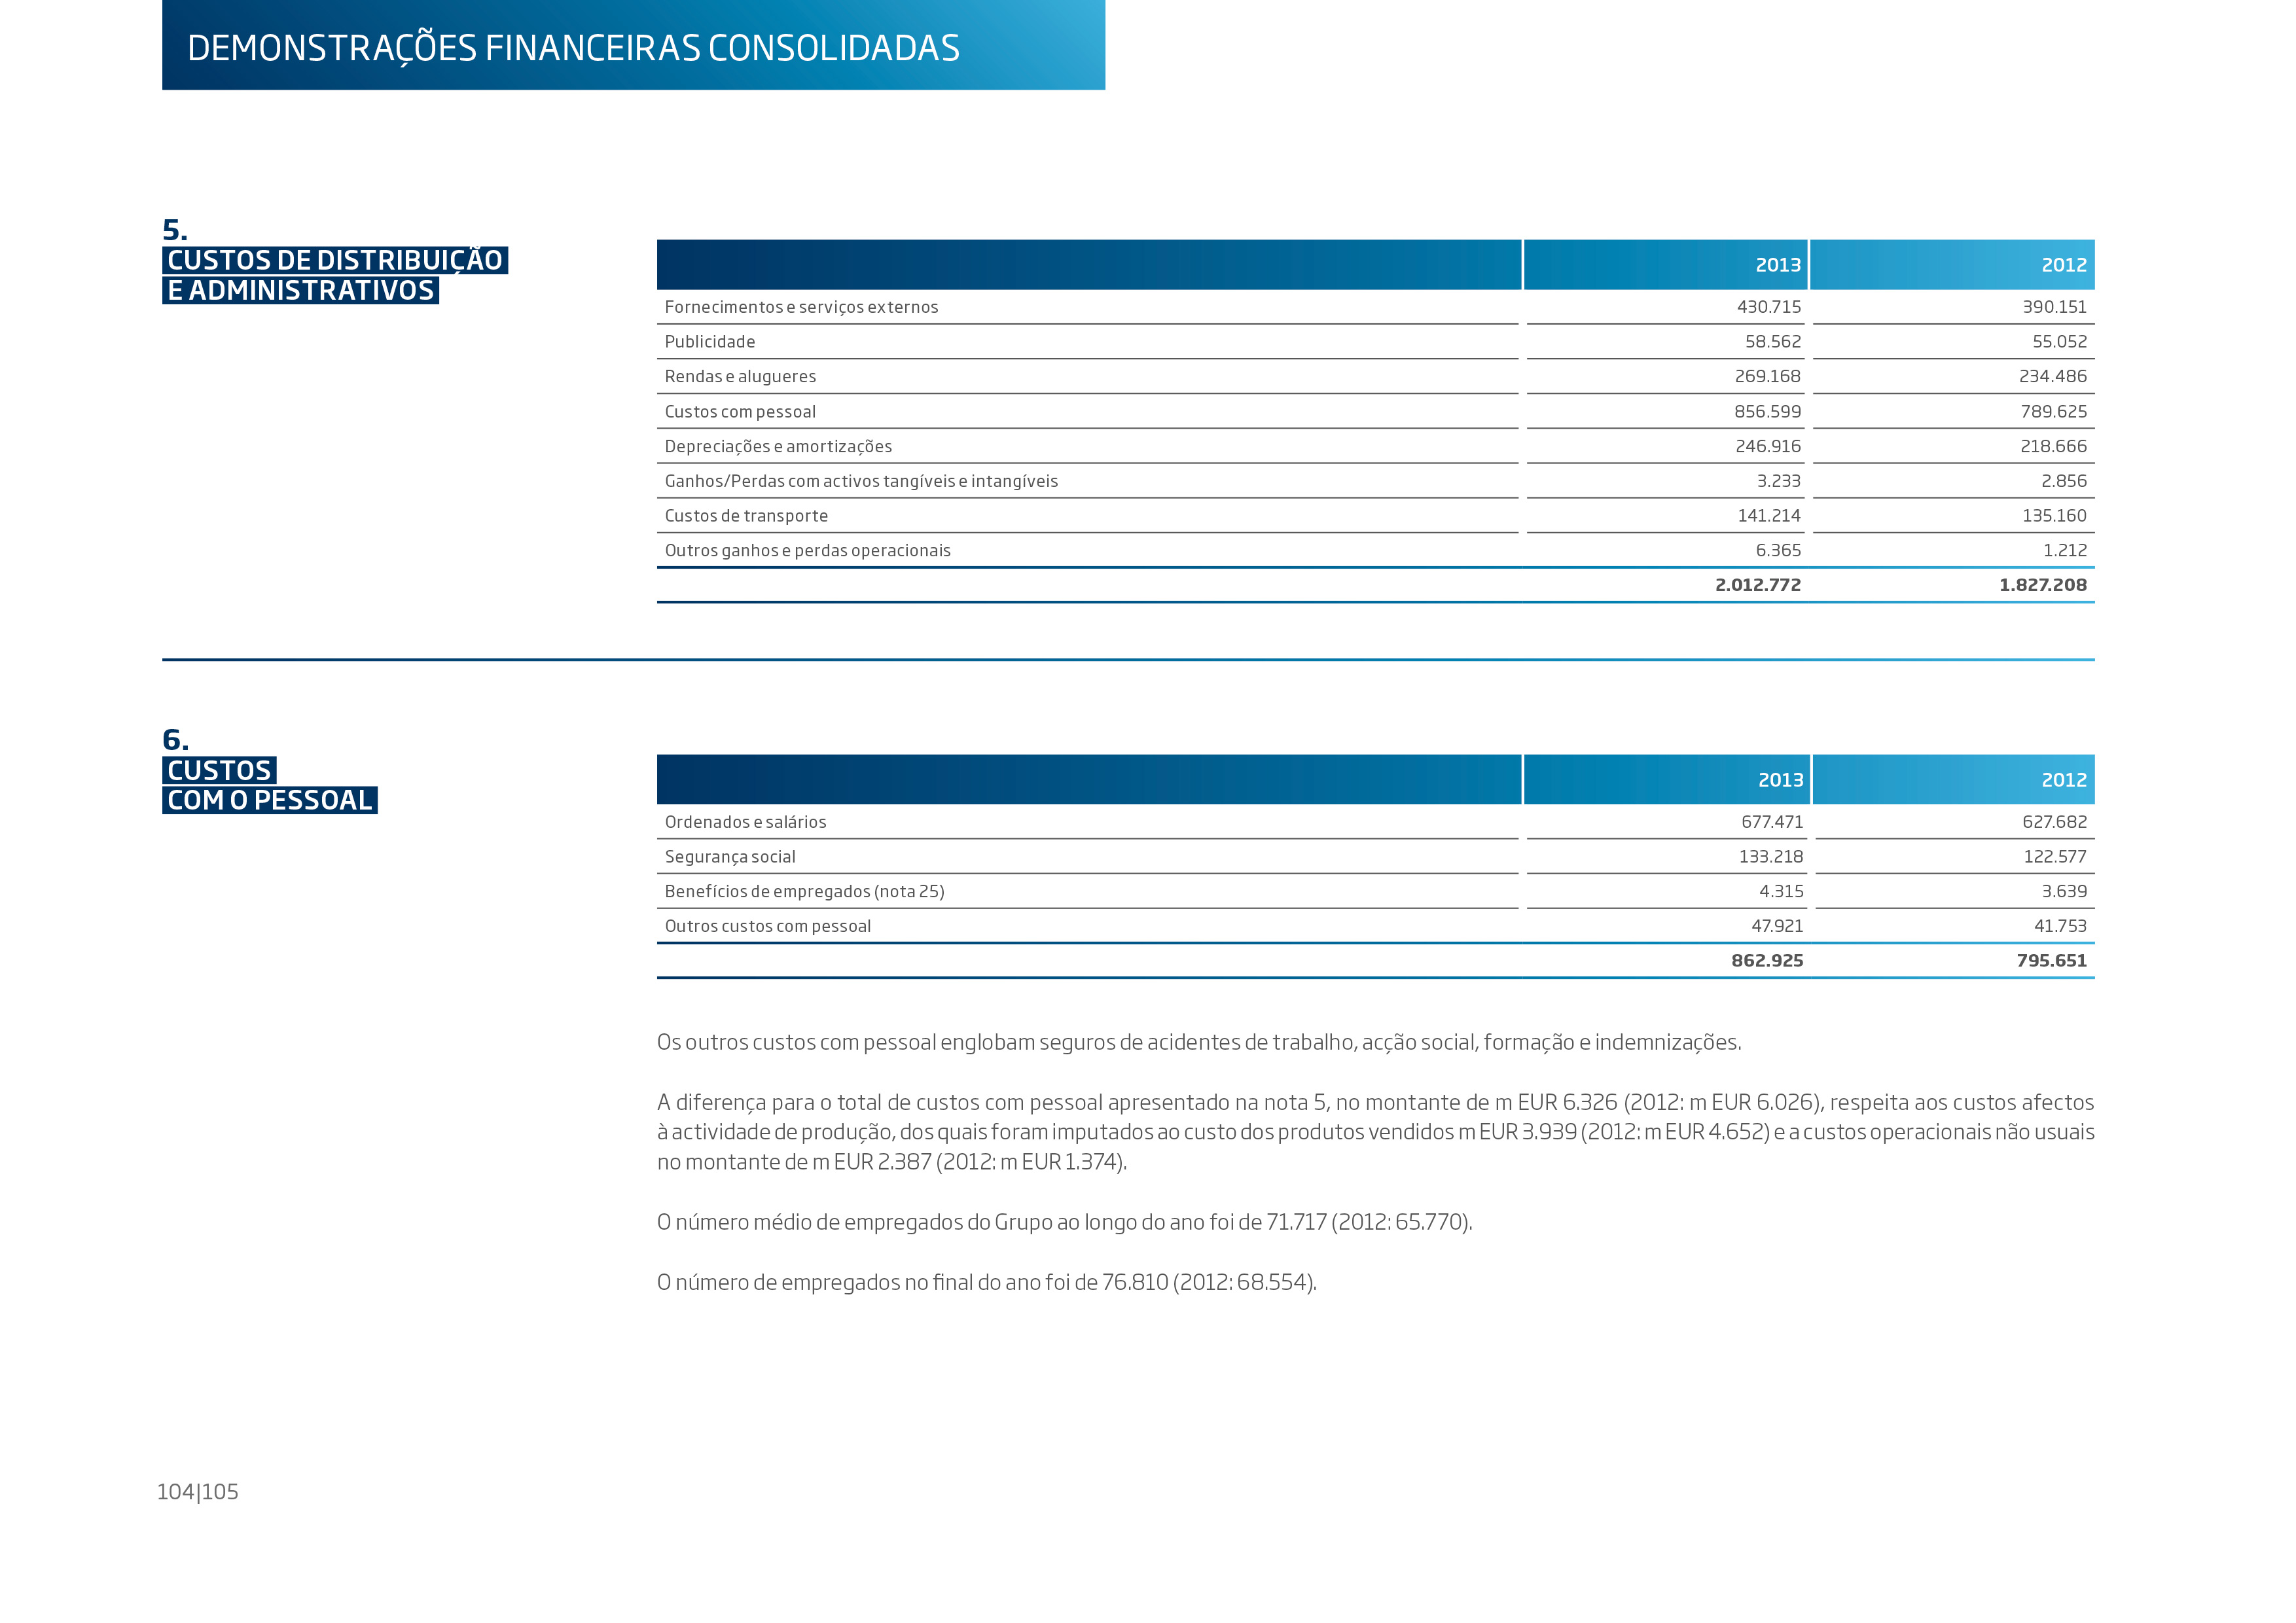 DEMONSTRAÇÕES FINANCEIRAS CONSOLIDADAS
5.
CUSTOS DE DISTRIBUIÇÃO
E ADMINISTRATIVOS
2013 2012
Fornecimentos e serviços externos 430.715 390.151
Publicidade 58.562 55.052
Rendas e alugueres 269.168 234.486
Custos com pessoal 856.599 789.625
Depreciações e amortizações 246.916 218.666
Ganhos/Perdas com activos tangíveis e intangíveis 3.233 2.856
Custos de transporte 141.214 135.160
Outros ganhos e perdas operacionais 6.365 1.212
2.012.772 1.827.208
6.
CUSTOS
COM O PESSOAL
2013 2012
Ordenados e salários 677.471 627.682
Segurança social 133.218 122.577
Benefícios de empregados (nota 25) 4.315 3.639
Outros custos com pessoal 47.921 41.753
862.925 795.651
Os outros custos com pessoal englobam seguros de acidentes de trabalho, acção social, formação e indemnizações.
A diferença para o total de custos com pessoal apresentado na nota 5, no montante de m EUR 6.326 (2012: m EUR 6.026), respeita aos custos afectos
à actividade de produção, dos quais foram imputados ao custo dos produtos vendidos m EUR 3.939 (2012: m EUR 4.652) e a custos operacionais não usuais
no montante de m EUR 2.387 (2012: m EUR 1.374).
O número médio de empregados do Grupo ao longo do ano foi de 71.717 (2012: 65.770).
O número de empregados no final do ano foi de 76.810 (2012: 68.554).
104|105